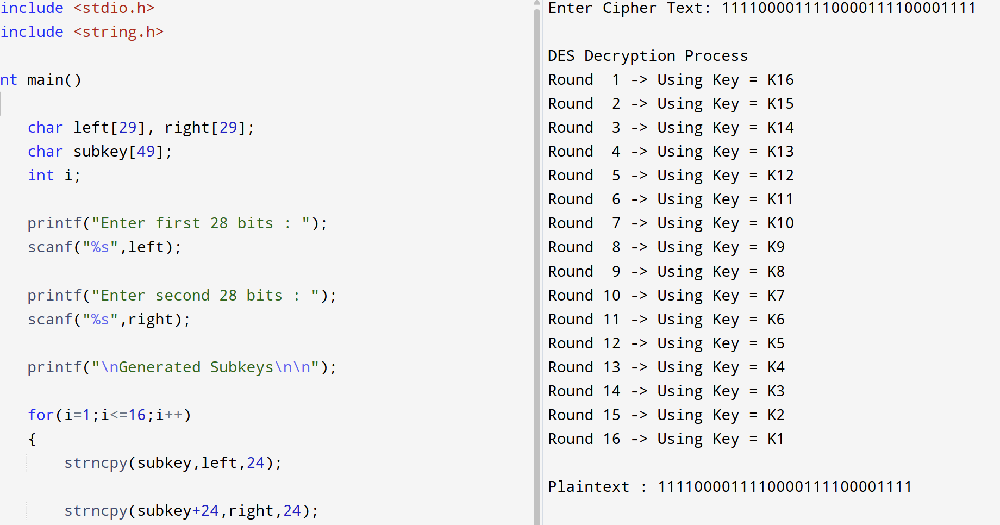 include <stdio.h>
include <string.h>
nt main()
char left[29], right[29];
char subkey[49];
int i;
printf("Enter first 28 bits : ");
scanf("%s",left);
printf("Enter second 28 bits : ");
scanf("%s",right);
printf("\nGenerated Subkeys\n\n");
for(i=1;i<=16;i++)
{
strncpy(subkey,left,24);
strncpy(subkey+24,right,24);
Enter Cipher Text: 1111000011110000111100001111
DES Decryption Process
Round  1 -> Using Key = K16
Round  2 -> Using Key = K15
Round  3 -> Using Key = K14
Round  4 -> Using Key = K13
Round  5 -> Using Key = K12
Round  6 -> Using Key = K11
Round  7 -> Using Key = K10
Round  8 -> Using Key = K9
Round  9 -> Using Key = K8
Round 10 -> Using Key = K7
Round 11 -> Using Key = K6
Round 12 -> Using Key = K5
Round 13 -> Using Key = K4
Round 14 -> Using Key = K3
Round 15 -> Using Key = K2
Round 16 -> Using Key = K1
Plaintext : 1111000011110000111100001111